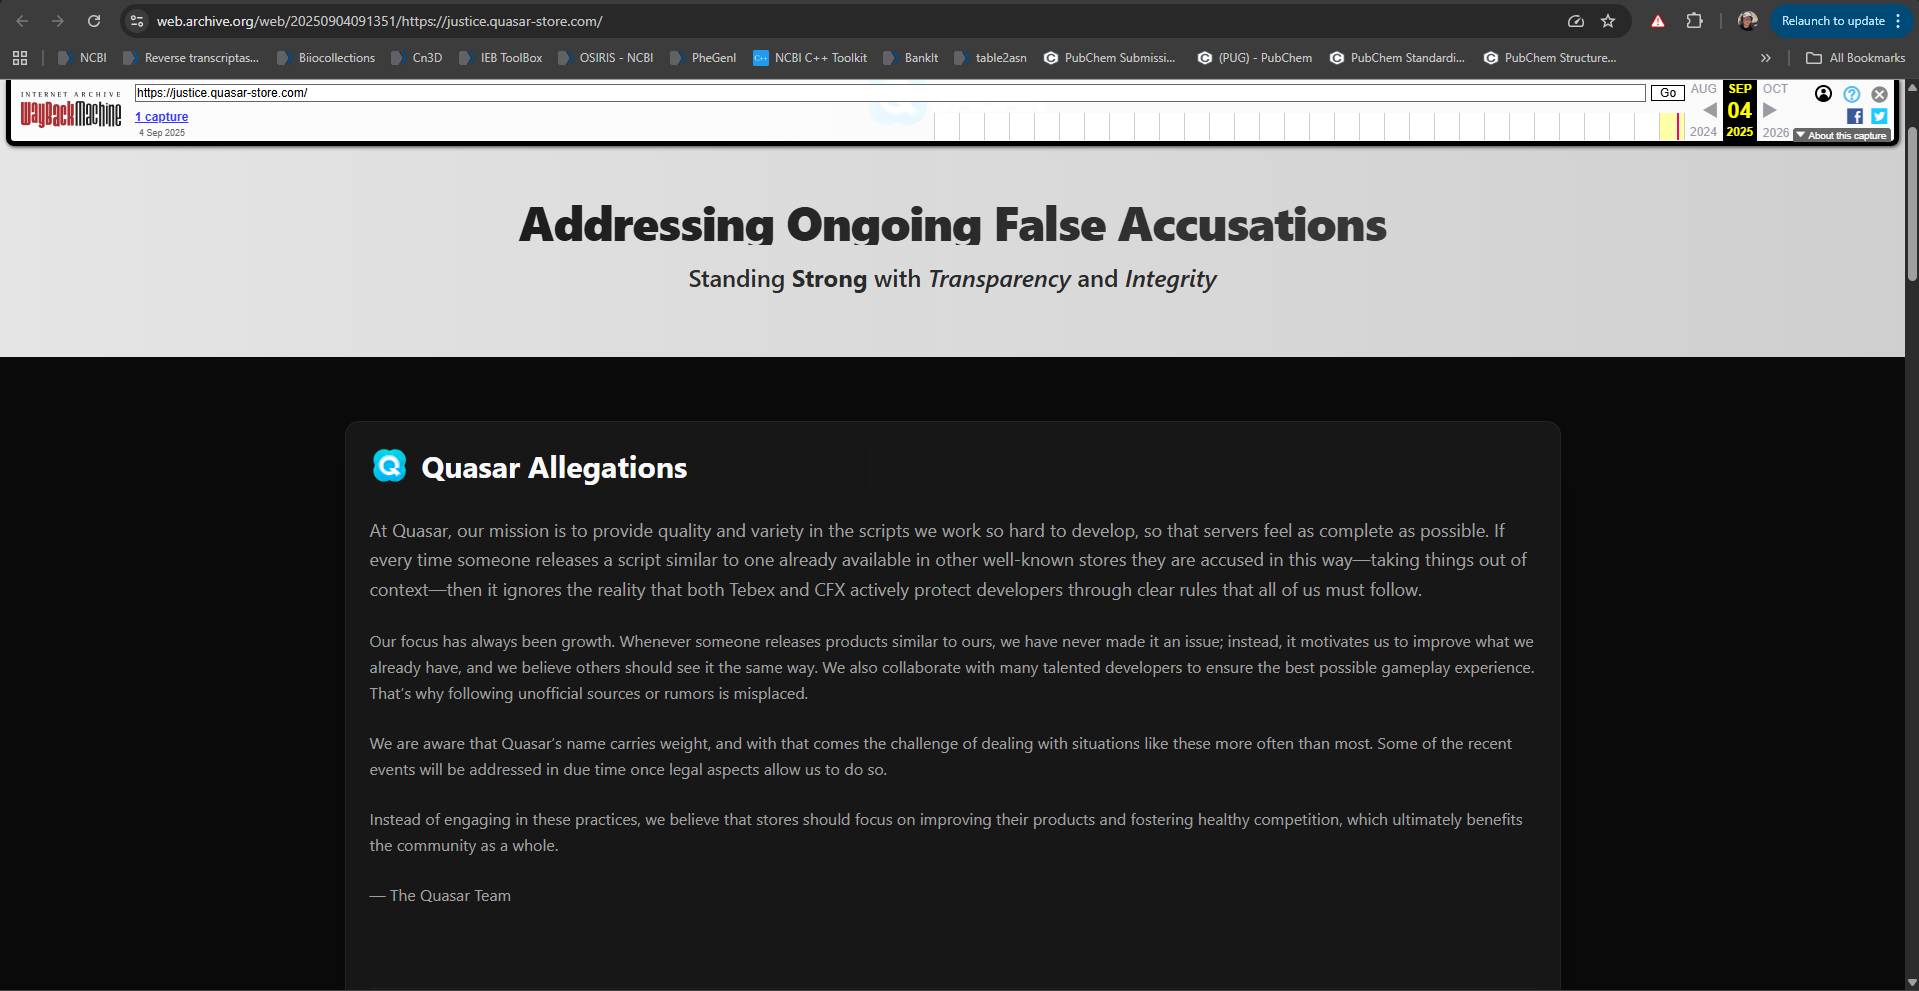 web.archive.org/web/20250904091351/https://justice.quasar-store.com/
Relaunch to update
NCBI
Reverse transcriptas...
Biiocollections
Cn3D
IEB ToolBox
OSIRIS - NCBI
PheGenI
C++
NCBI C++ Toolkit
BankIt
table2asn
PubChem Submissi...
(PUG) - PubChem
PubChem Standardi...
PubChem Structure...
All Bookmarks
INTERNET ARCHIVE
WayBackMachine
https://justice.quasar-store.com/
Go
AUG
SEP
OCT
1 capture
04
4 Sep 2025
2024
2025
2026
About this capture
Addressing Ongoing False Accusations
Standing Strong with Transparency and Integrity
Quasar Allegations
At Quasar, our mission is to provide quality and variety in the scripts we work so hard to develop, so that servers feel as complete as possible. If
every time someone releases a script similar to one already available in other well-known stores they are accused in this way—taking things out of
context—then it ignores the reality that both Tebex and CFX actively protect developers through clear rules that all of us must follow.
Our focus has always been growth. Whenever someone releases products similar to ours, we have never made it an issue; instead, it motivates us to improve what we
already have, and we believe others should see it the same way. We also collaborate with many talented developers to ensure the best possible gameplay experience.
That's why following unofficial sources or rumors is misplaced.
We are aware that Quasar's name carries weight, and with that comes the challenge of dealing with situations like these more often than most. Some of the recent
events will be addressed in due time once legal aspects allow us to do so.
Instead of engaging in these practices, we believe that stores should focus on improving their products and fostering healthy competition, which ultimately benefits
the community as a whole.
— The Quasar Team